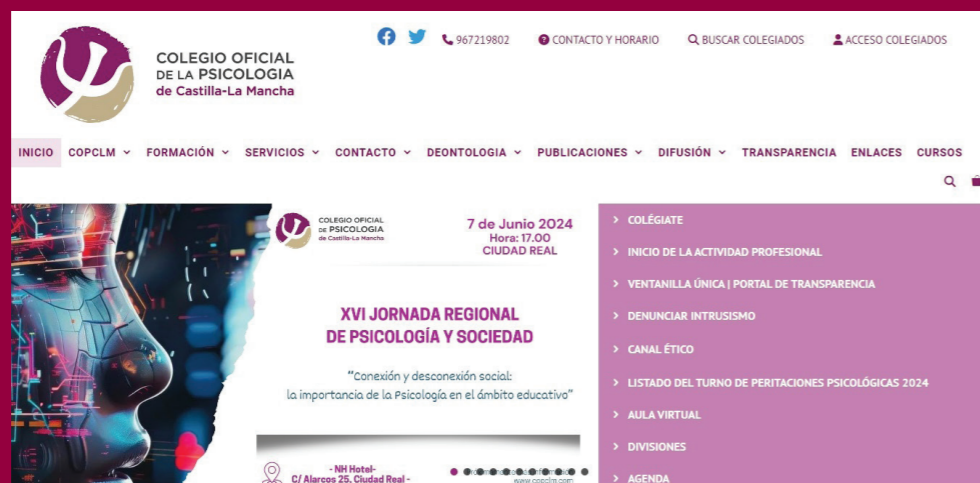 COLEGIO OFICIAL
DE LA PSICOLOGIA
de Castilla-La Mancha
967219802
CONTACTO Y HORARIO
BUSCAR COLEGIADOS
ACCESO COLEGIADOS
INICIO
COPCLM
FORMACIÓN
SERVICIOS
CONTACTO
DEONTOLOGIA
PUBLICACIONES
DIFUSIÓN
TRANSPARENCIA
ENLACES
CURSOS
COLEGIO OFICIAL
DE PSICOLOGIA
de Castilla-La Mancha
7 de Junio 2024
Hora: 17.00
CIUDAD REAL
XVI JORNADA REGIONAL
DE PSICOLOGÍA Y SOCIEDAD
"Conexión y desconexión social:
la importancia de la Psicología en el ámbito educativo"
- NH Hotel-
C/ Alarcos 25, Ciudad Real -
www.copclm.com
COLÉGIATE
INICIO DE LA ACTIVIDAD PROFESIONAL
VENTANILLA ÚNICA | PORTAL DE TRANSPARENCIA
DENUNCIAR INTRUSISMO
CANAL ÉTICO
LISTADO DEL TURNO DE PERITACIONES PSICOLÓGICAS 2024
AULA VIRTUAL
DIVISIONES
AGENDA